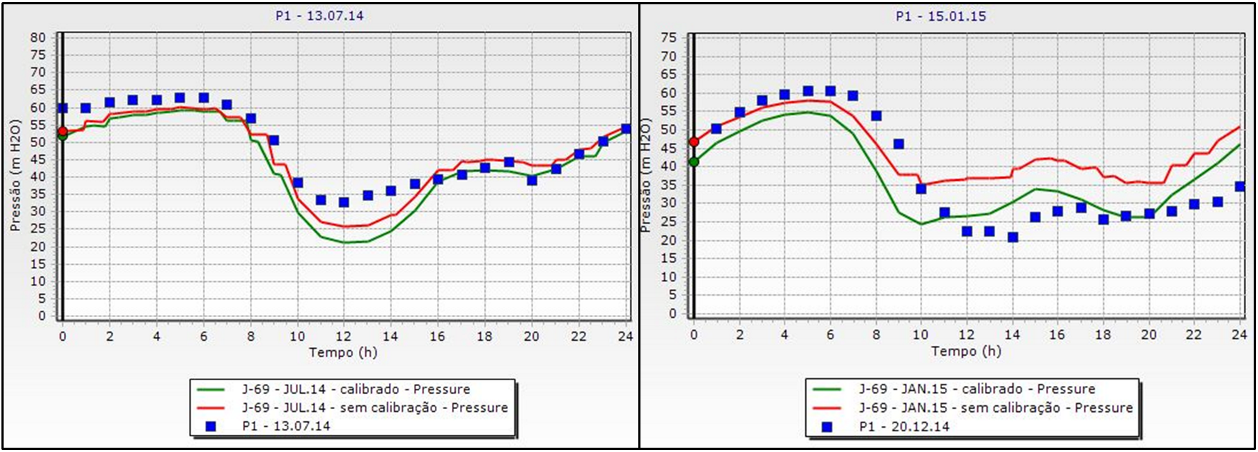 P1 - 13.07.14
80
75
70
65
60
55
50
45
40
35
30
25
20
15
10
5
0
Pressão (m H2O)
0 2 4 6 8 10 12 14 16 18 20 22 24
Tempo (h)
J-69 - JUL.14 - calibrado - Pressure
J-69 - JUL.14 - sem calibração - Pressure
P1 - 13.07.14
P1 - 15.01.15
75
70
65
60
55
50
45
40
35
30
25
20
15
10
5
0
Pressão (m H2O)
0 2 4 6 8 10 12 14 16 18 20 22 24
Tempo (h)
J-69 - JAN.15 - calibrado - Pressure
J-69 - JAN.15 - sem calibração - Pressure
P1 - 20.12.14